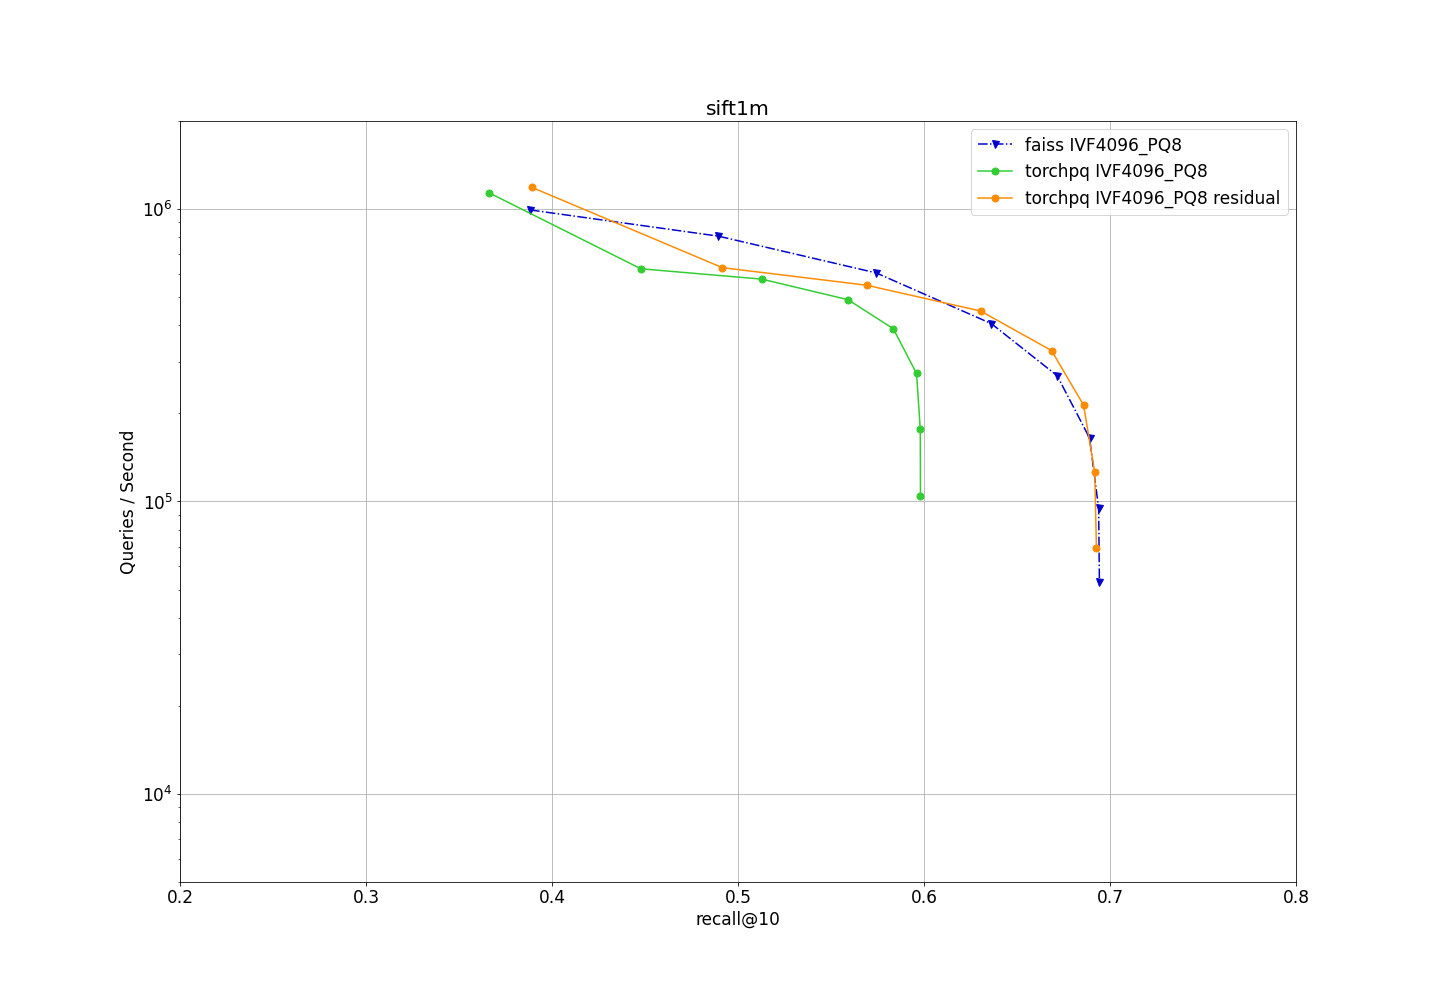 sift1m
faiss IVF4096_PQ8
torchpq IVF4096_PQ8
torchpq IVF4096_PQ8 residual
Queries / Second
10^6
10^5
10^4
0.2 0.3 0.4 0.5 0.6 0.7 0.8
recall@10